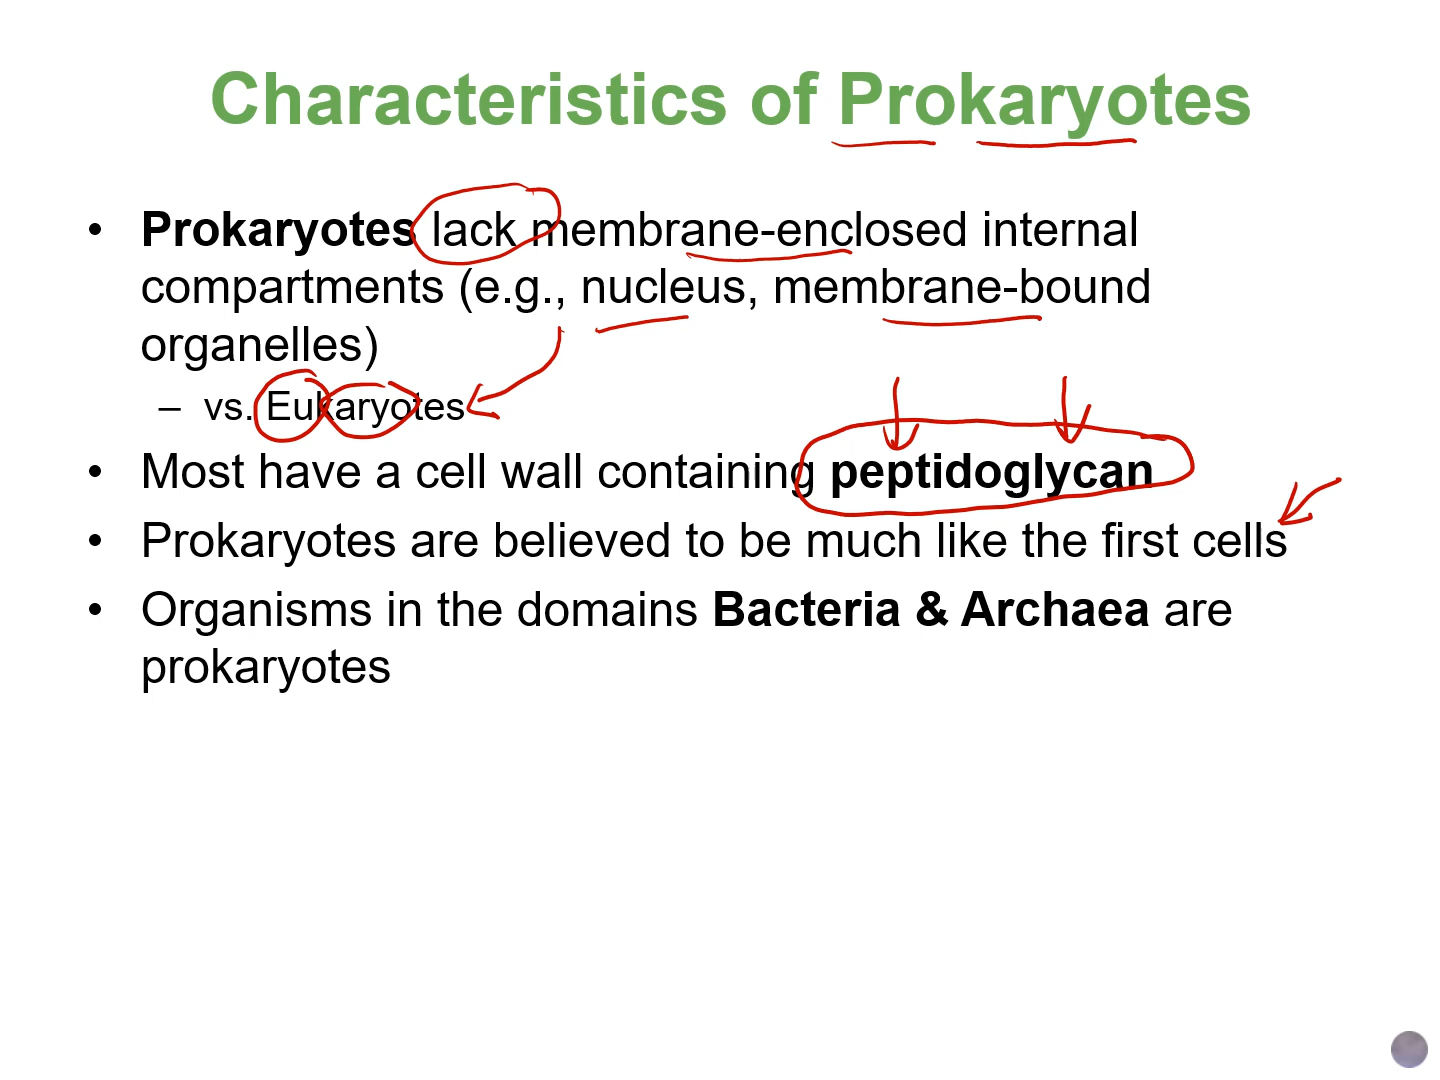 Characteristics of Prokaryotes
• Prokaryotes lack membrane-enclosed internal
compartments (e.g., nucleus, membrane-bound
organelles)
– vs. Eukaryotes
• Most have a cell wall containing peptidoglycan
• Prokaryotes are believed to be much like the first cells
• Organisms in the domains Bacteria & Archaea are
prokaryotes